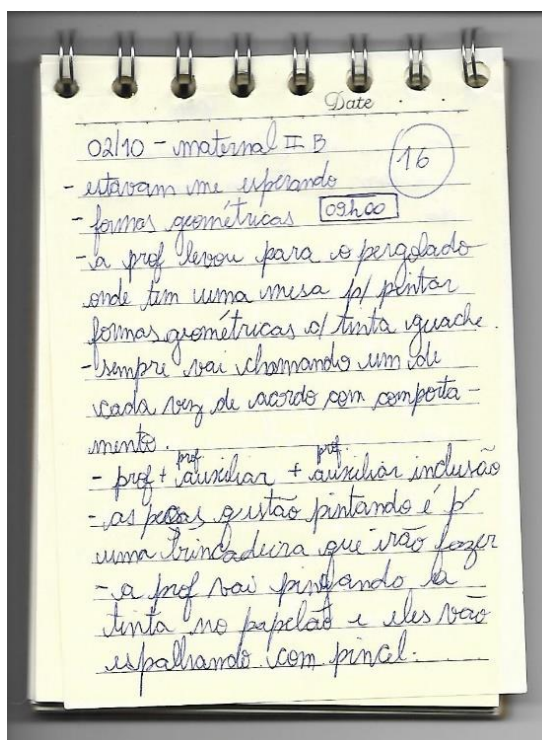 Date
02/10 - maternal II B
16
- estavam me esperando
- formas geométricas 09h00
- a prof levou para o pergolado
onde tem uma mesa p/ pintar
formas geométricas c/ tinta guache.
- sempre vai chamando um de
cada vez de acordo com comporta-
mento.
- prof + prof auxiliar + prof auxiliar inclusão
- as peças q estão pintando é p/
uma brincadeira que irão fazer
- a prof vai pingando a
tinta no papelão e eles vão
espalhando com pincel.